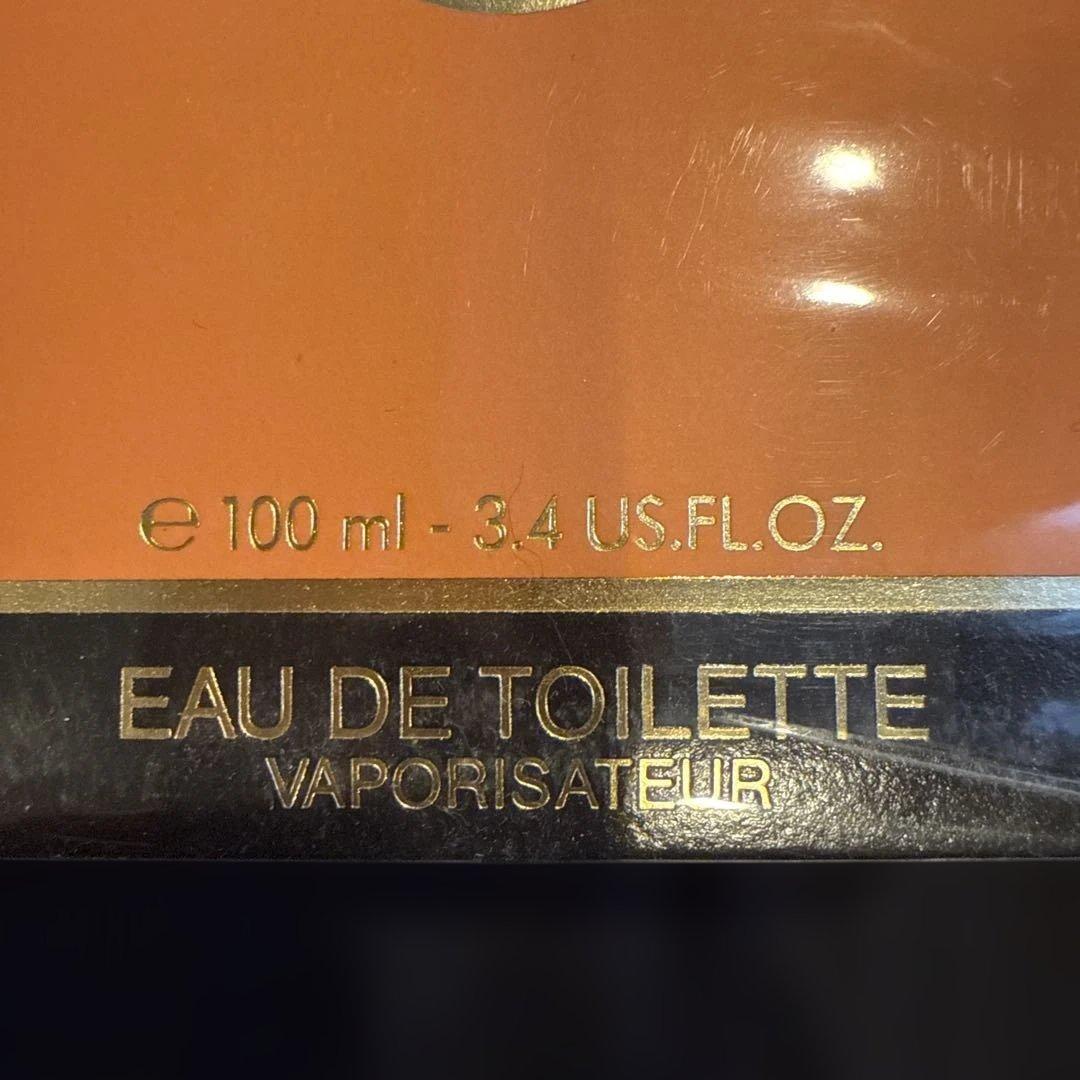 ℮ 100 ml - 3.4 US.FL.OZ.
EAU DE TOILETTE
VAPORISATEUR